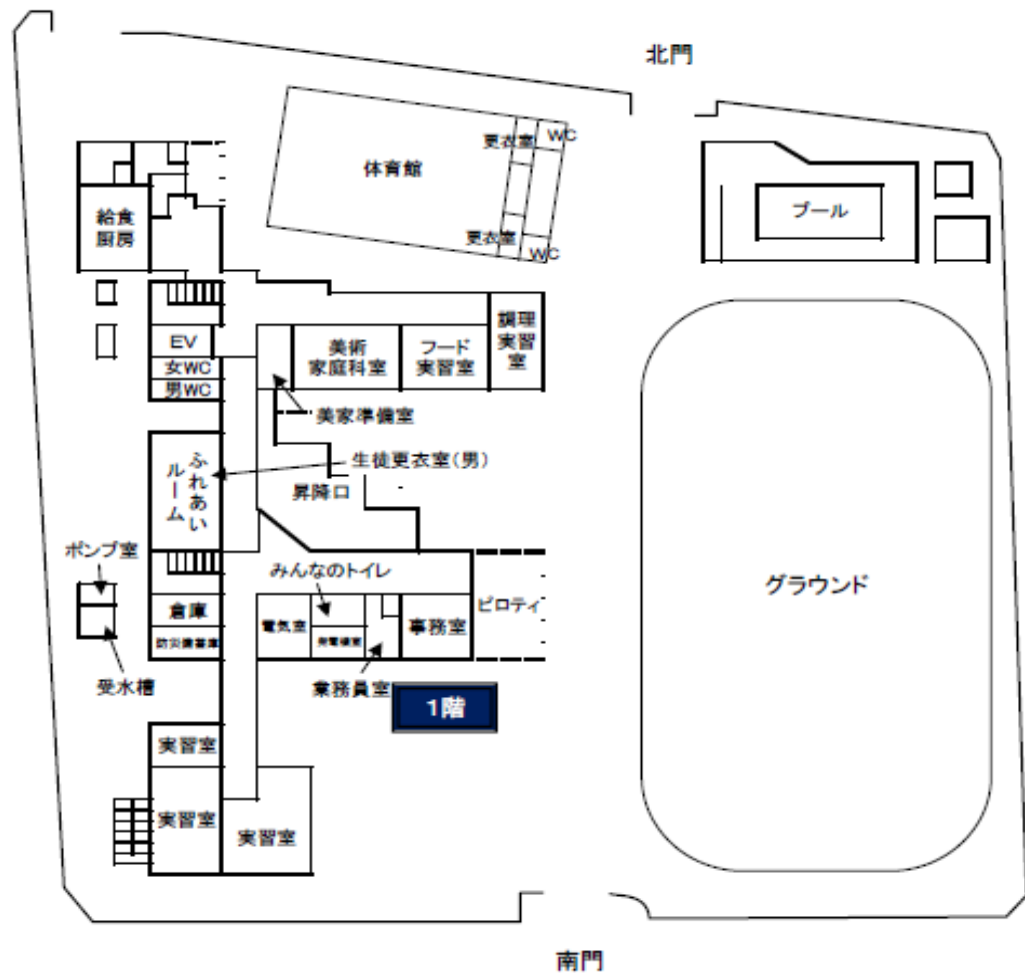 北門
更衣室
WC
体育館
給食
厨房
プール
更衣室
WC
調理
実習
室
EV
美術
家庭科室
フード
実習室
女WC
男WC
美家準備室
ふれあい
ルーム
生徒更衣室(男)
昇降口
ポンプ室
みんなのトイレ
グラウンド
倉庫
電気室
事務室
ピロティ
防災備蓄庫
発電機室
受水槽
業務員室
1階
実習室
実習室
実習室
南門